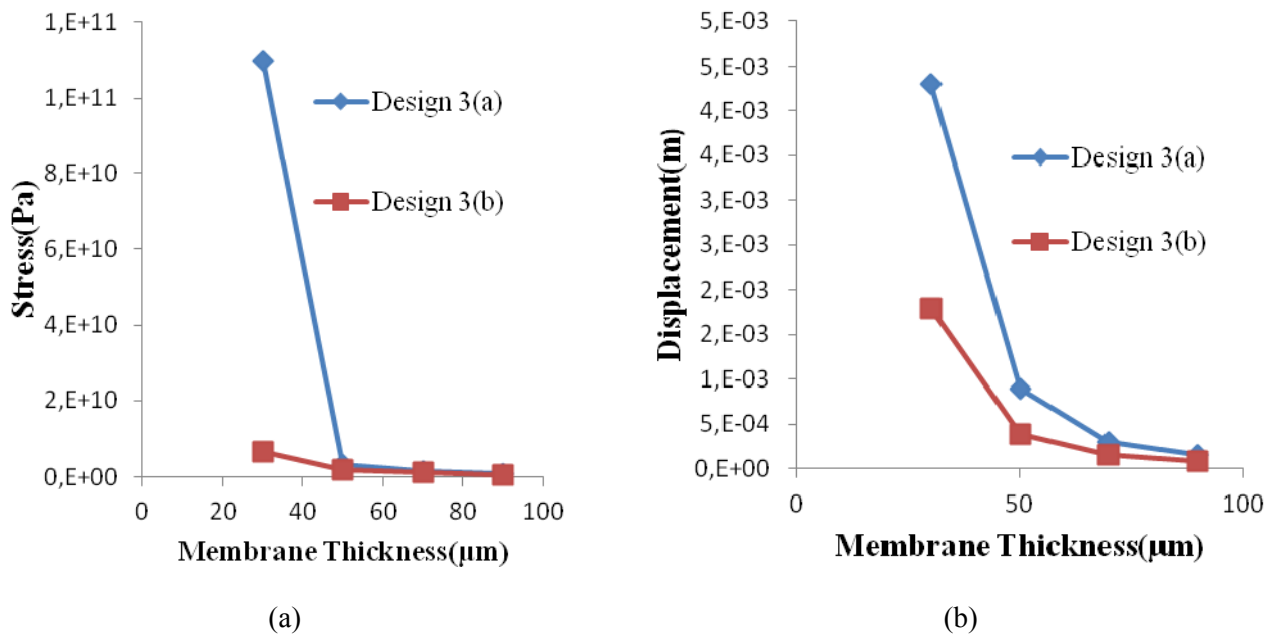 1,E+11
1,E+11
8,E+10
6,E+10
4,E+10
2,E+10
0,E+00
Stress(Pa)
0 20 40 60 80 100
Membrane Thickness(µm)
Design 3(a)
Design 3(b)
(a)
5,E-03
5,E-03
4,E-03
4,E-03
3,E-03
3,E-03
2,E-03
2,E-03
1,E-03
5,E-04
0,E+00
Displacement(m)
0 50 100
Membrane Thickness(µm)
Design 3(a)
Design 3(b)
(b)